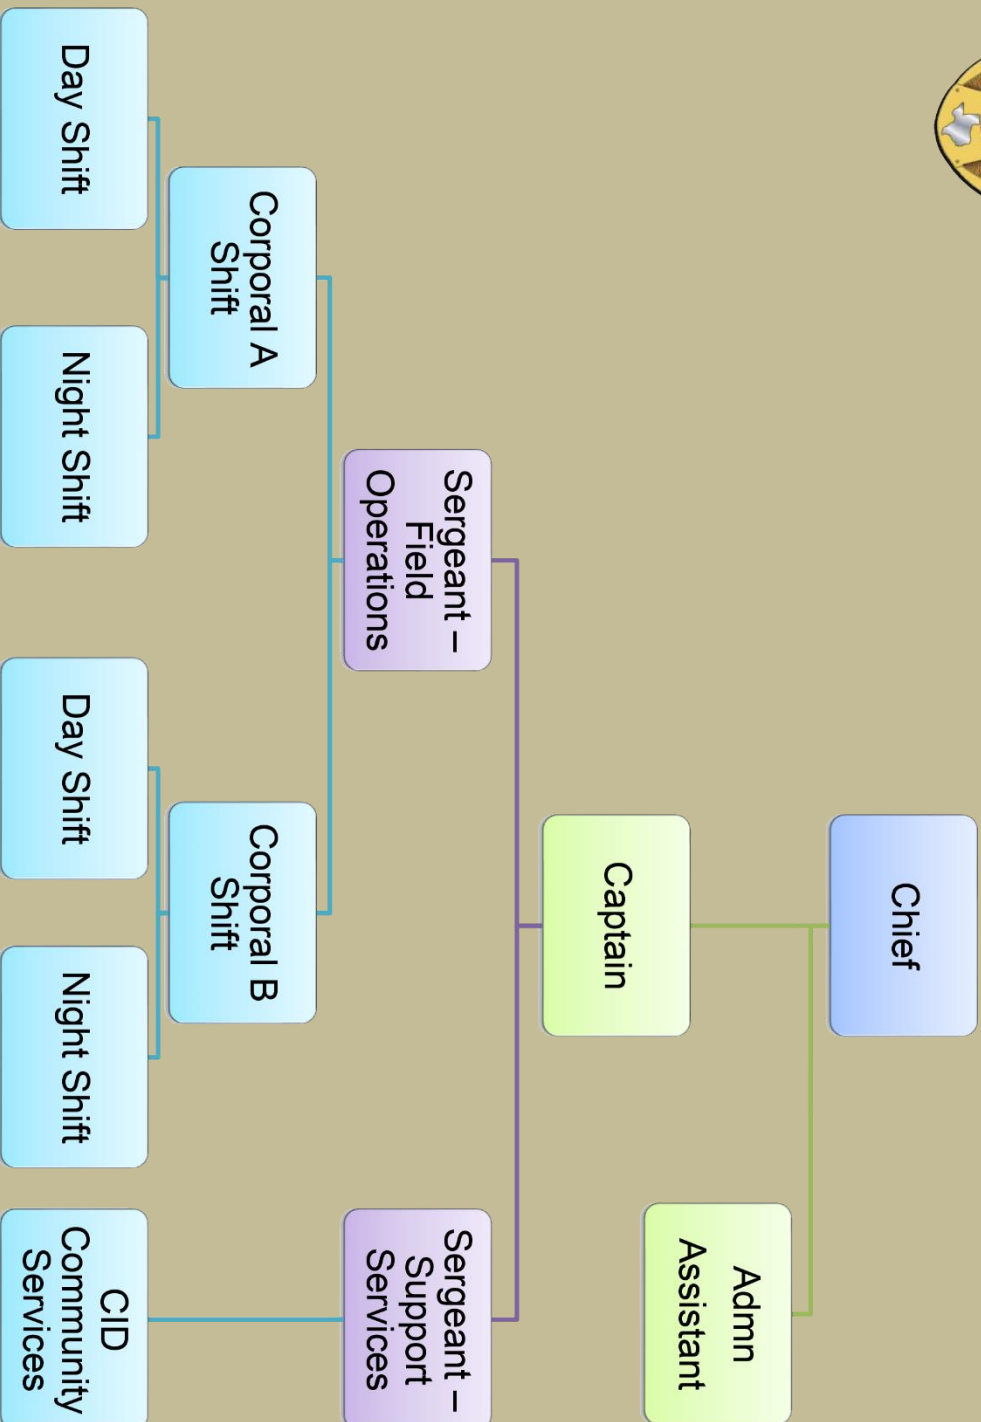 Chief
Admn
Assistant
Captain
Sergeant –
Field
Operations
Sergeant –
Support
Services
Corporal A
Shift
Corporal B
Shift
Day Shift
Night Shift
Day Shift
Night Shift
CID
Community
Services